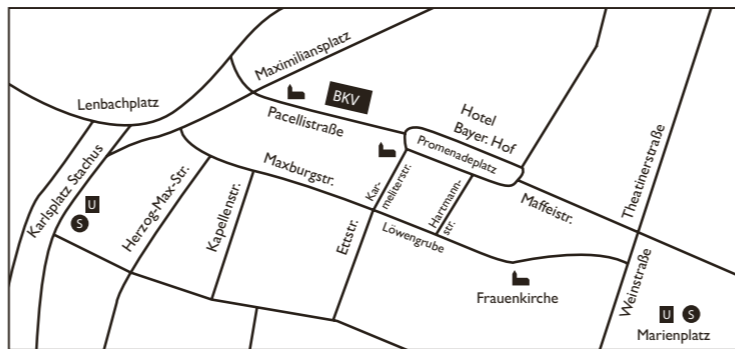 Maximiliansplatz
Lenbachplatz
BKV
Pacellistraße
Hotel
Bayer. Hof
Promenadeplatz
Theatinerstraße
Karlsplatz Stachus
U
S
Herzog-Max-Str.
Maxburgstr.
Kapellenstr.
Kar-
meliterstr.
Hartmann-
str.
Maffeistr.
Ettstr.
Löwengrube
Frauenkirche
Weinstraße
U
S
Marienplatz